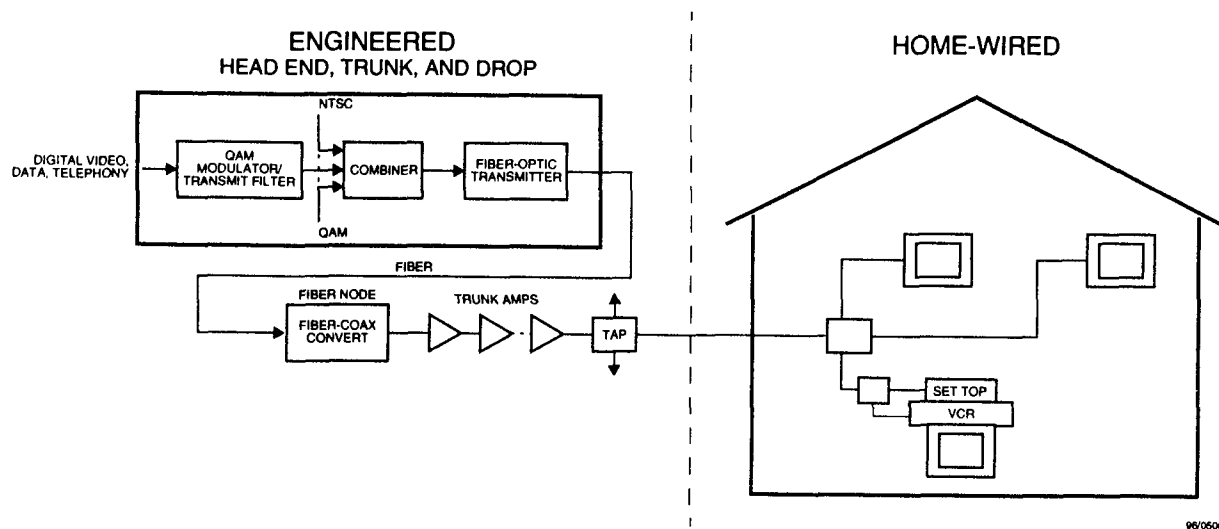 ENGINEERED
HEAD END, TRUNK, AND DROP
HOME-WIRED
NTSC
DIGITAL VIDEO,
DATA, TELEPHONY
QAM
MODULATOR/
TRANSMIT FILTER
COMBINER
FIBER-OPTIC
TRANSMITTER
QAM
FIBER
FIBER NODE
TRUNK AMPS
FIBER-COAX
CONVERT
TAP
SET TOP
VCR